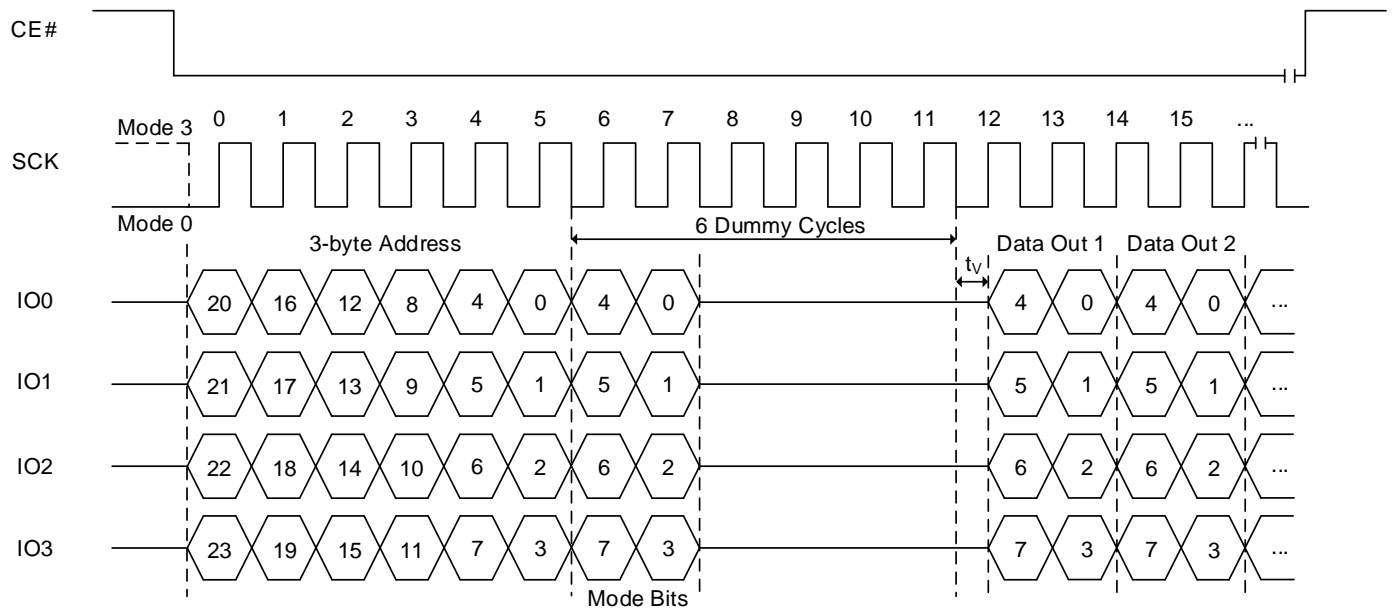 CE#
Mode 3 0 1 2 3 4 5 6 7 8 9 10 11 12 13 14 15 ...
SCK
Mode 0
6 Dummy Cycles
3-byte Address
Data Out 1 Data Out 2
tV
IO0 20 16 12 8 4 0 4 0 4 0 4 0 ...
IO1 21 17 13 9 5 1 5 1 5 1 5 1 ...
IO2 22 18 14 10 6 2 6 2 6 2 6 2 ...
IO3 23 19 15 11 7 3 7 3 7 3 7 3 ...
Mode Bits